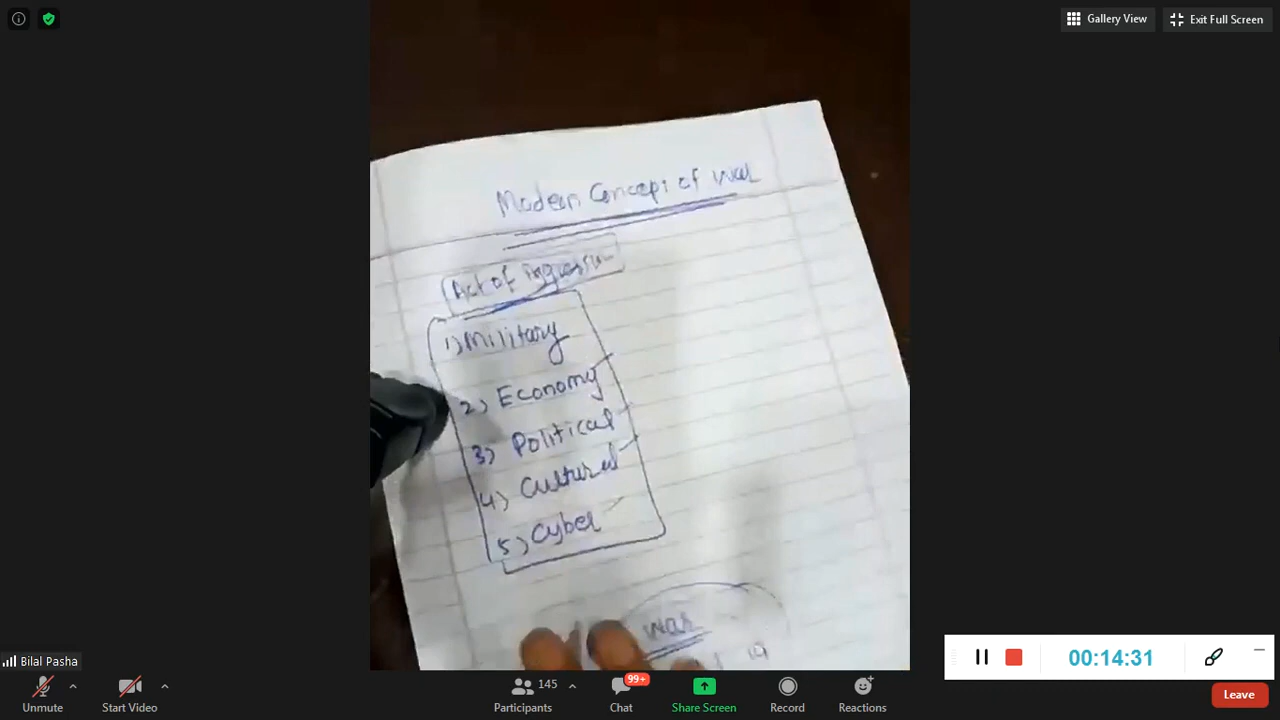 Gallery View
Exit Full Screen
Modern Concept of War
Act of Aggression
1) Military
2) Economy
3) Political
4) Cultural
5) Cyber
war
Bilal Pasha
00:14:31
Unmute
Start Video
145
Participants
99+
Chat
Share Screen
Record
Reactions
Leave